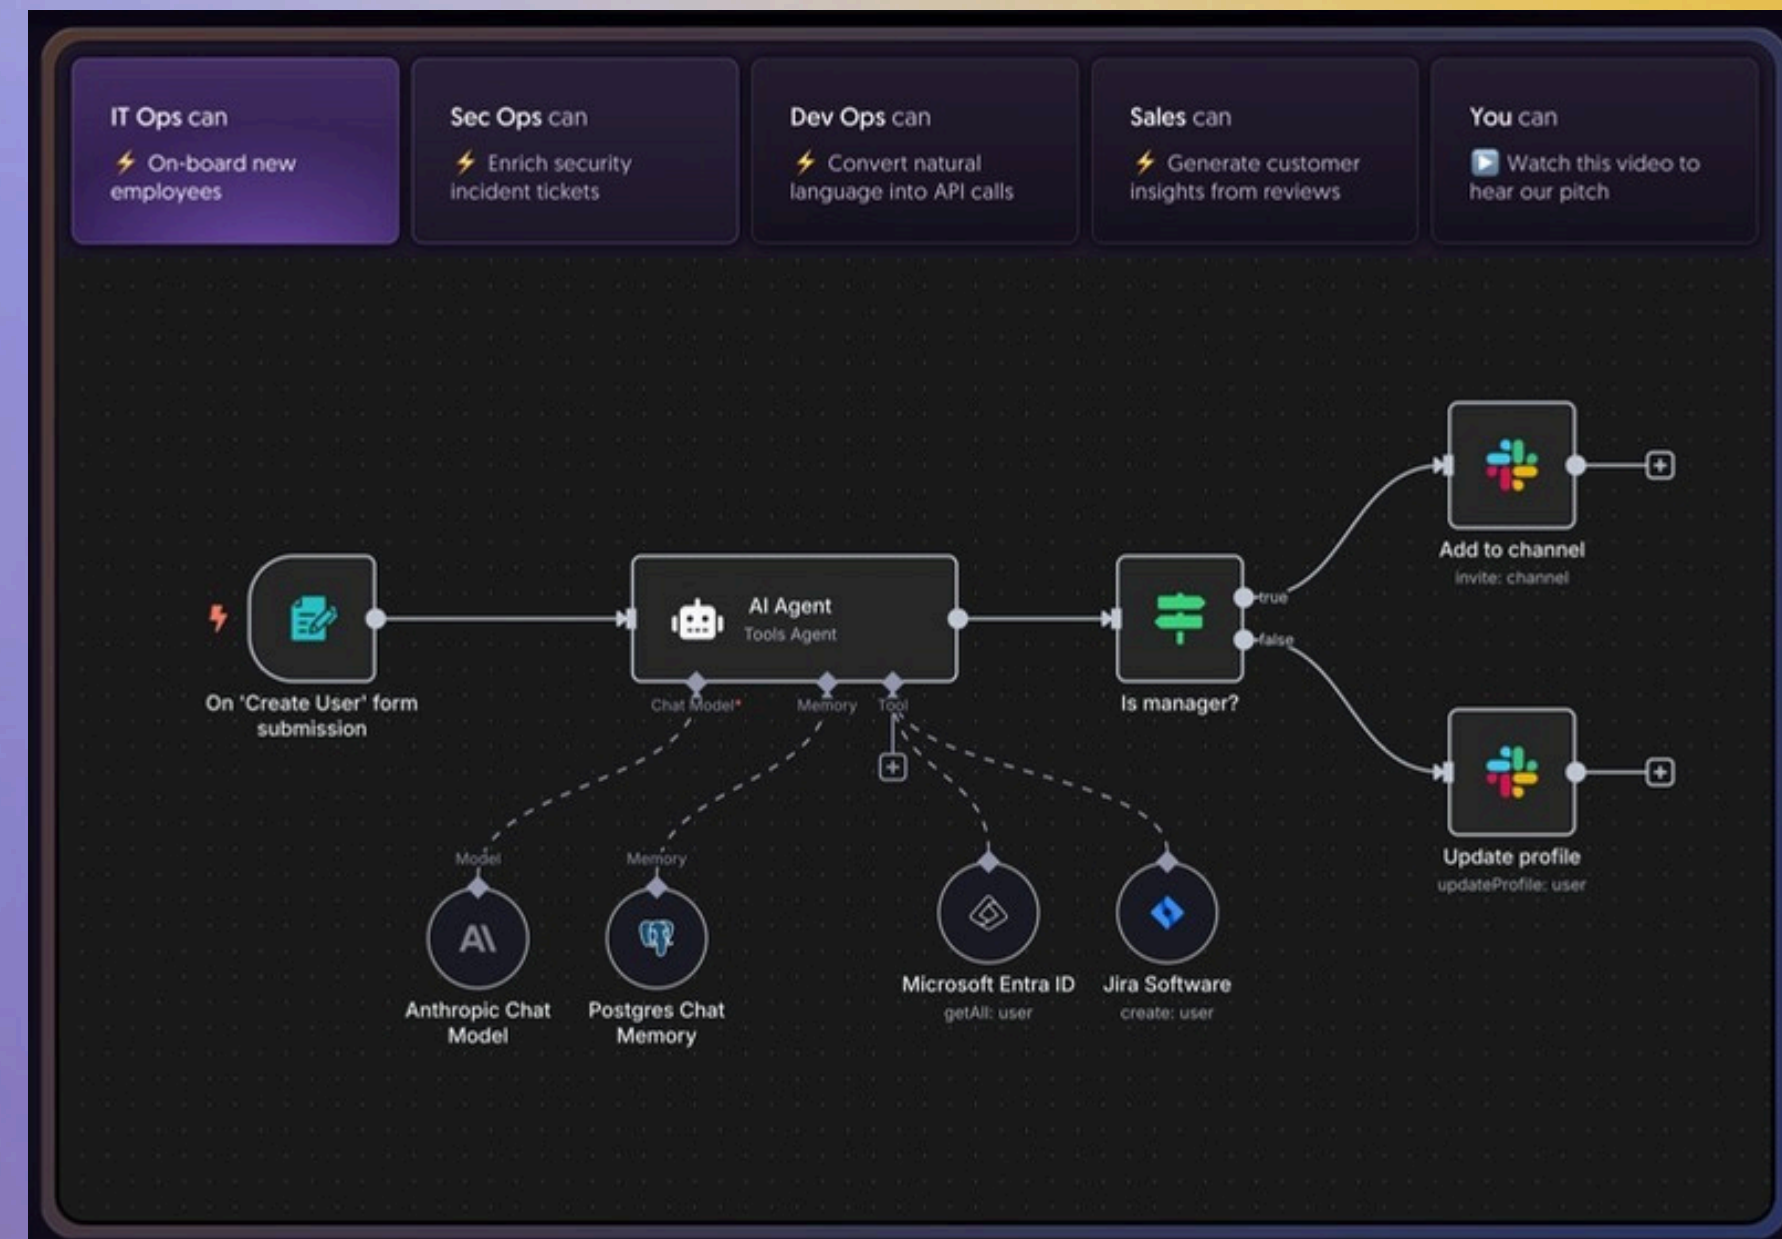 IT Ops can
⚡ On-board new
employees
Sec Ops can
⚡ Enrich security
incident tickets
Dev Ops can
⚡ Convert natural
language into API calls
Sales can
⚡ Generate customer
insights from reviews
You can
▶️ Watch this video to
hear our pitch
On 'Create User' form
submission
AI Agent
Tools Agent
Chat Model*
Memory
Tool
Is manager?
true
false
Add to channel
invite: channel
Update profile
updateProfile: user
Model
Anthropic Chat
Model
Memory
Postgres Chat
Memory
Microsoft Entra ID
getAll: user
Jira Software
create: user